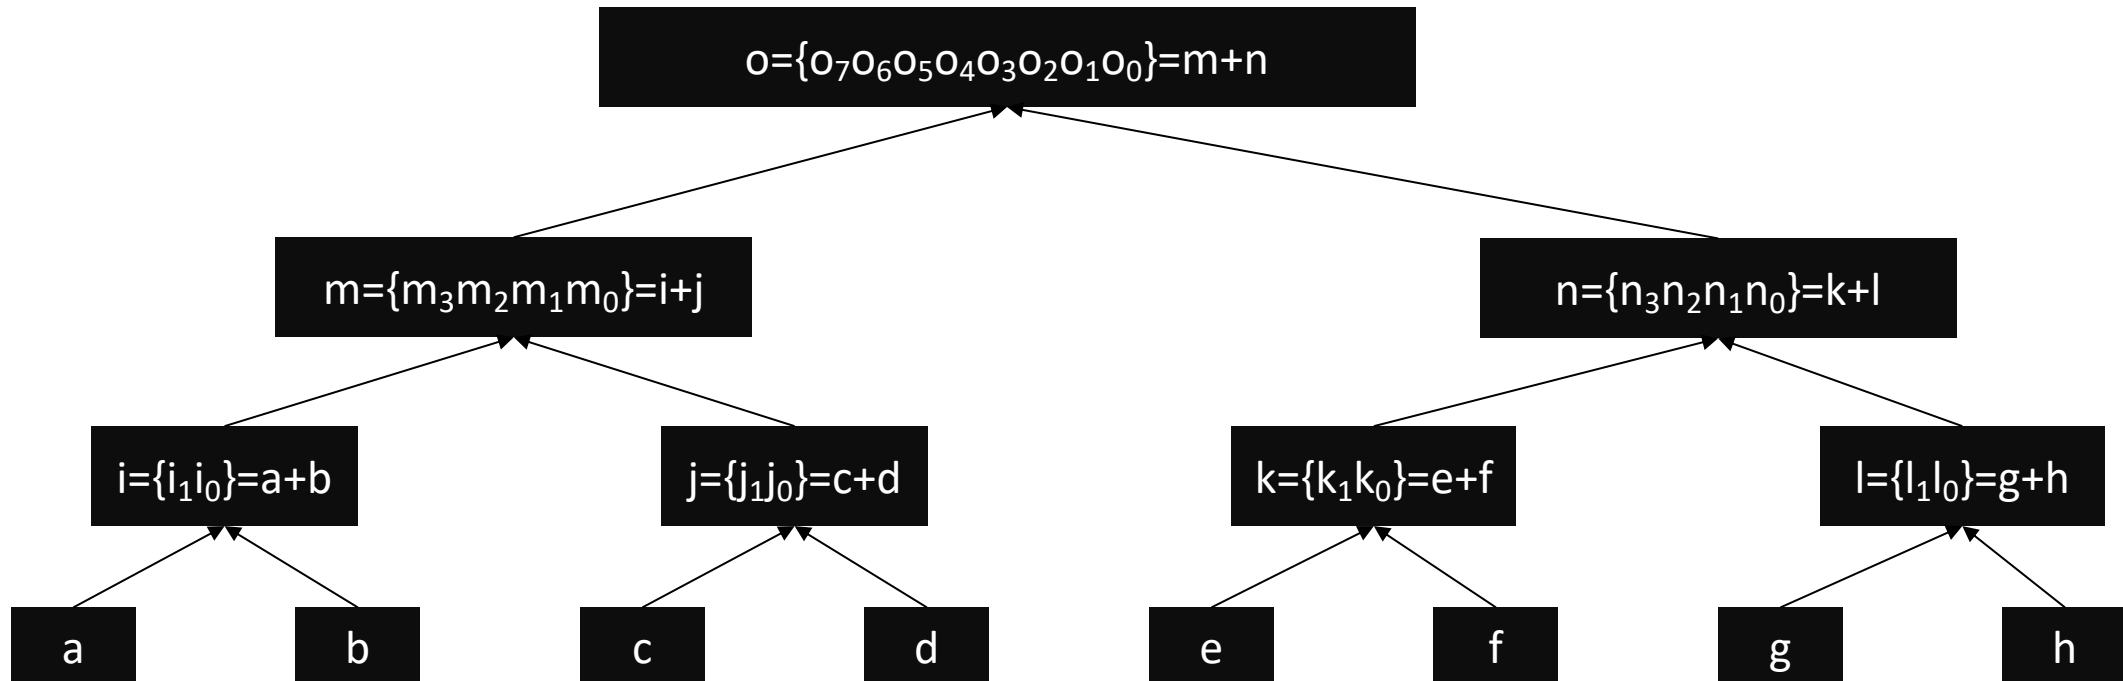 o={o₇o₆o₅o₄o₃o₂o₁o₀}=m+n
m={m₃m₂m₁m₀}=i+j
n={n₃n₂n₁n₀}=k+l
i={i₁i₀}=a+b
j={j₁j₀}=c+d
k={k₁k₀}=e+f
l={l₁l₀}=g+h
a
b
c
d
e
f
g
h